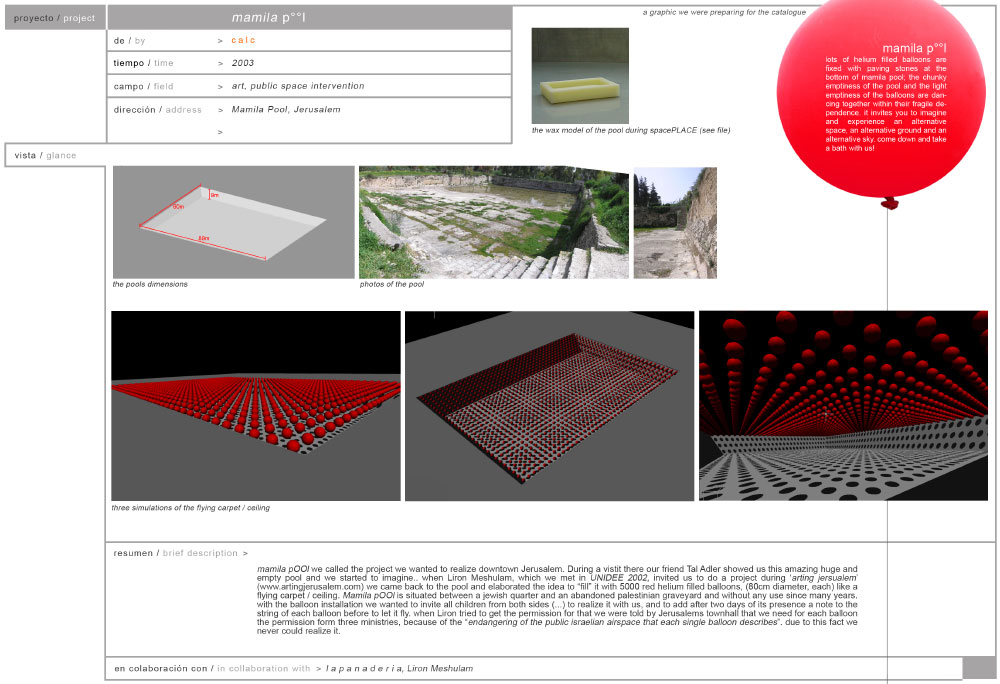 proyecto / project
mamila p°°l
de / by > calc
tiempo / time > 2003
campo / field > art, public space intervention
dirección / address > Mamila Pool, Jerusalem
>
a graphic we were preparing for the catalogue
the wax model of the pool during spacePLACE (see file)
mamila p°°l
lots of helium filled balloons are
fixed with paving stones at the
bottom of mamila pool; the chunky
emptiness of the pool and the light
emptiness of the balloons are dan-
cing together within their fragile de-
pendence. it invites you to imagine
and experience an alternative
space, an alternative ground and an
alternative sky. come down and take
a bath with us!
vista / glance
9m
60m
89m
the pools dimensions
photos of the pool
three simulations of the flying carpet / ceiling
resumen / brief description >
mamila pOOl we called the project we wanted to realize downtown Jerusalem. During a vistit there our friend Tal Adler showed us this amazing huge and
empty pool and we started to imagine.. when Liron Meshulam, which we met in UNIDEE 2002, invited us to do a project during 'arting jersualem'
(www.artingjerusalem.com) we came back to the pool and elaborated the idea to "fill" it with 5000 red helium filled balloons, (80cm diameter, each) like a
flying carpet / ceiling. Mamila pOOl is situated between a jewish quarter and an abandoned palestinian graveyard and without any use since many years.
with the balloon installation we wanted to invite all children from both sides (...) to realize it with us, and to add after two days of its presence a note to the
string of each balloon before to let it fly. when Liron tried to get the permission for that we were told by Jerusalems townhall that we need for each balloon
the permission form three ministries, because of the "endangering of the public israelian airspace that each single balloon describes". due to this fact we
never could realize it.
en colaboración con / in collaboration with > l a p a n a d e r i a, Liron Meshulam